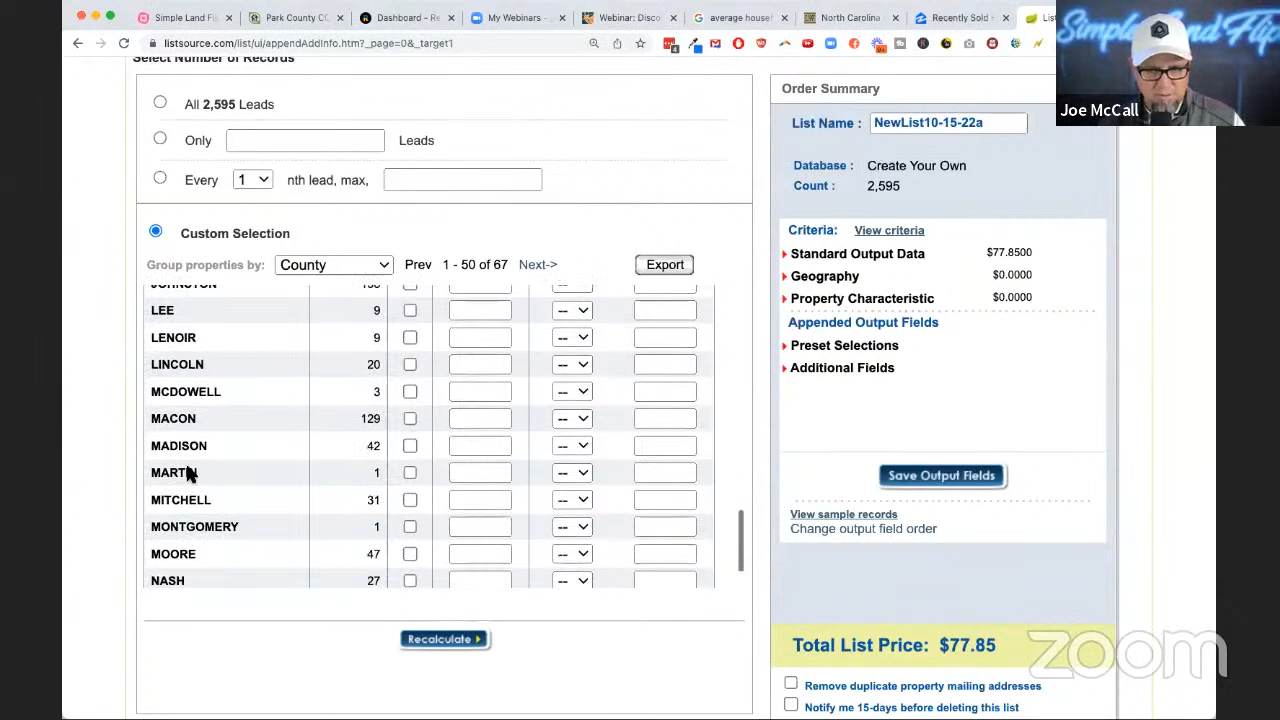 Simple Land Fli
Park County CO
Dashboard - Re
My Webinars -
Webinar: Disco
average house
North Carolina
Recently Sold
Lis
listsource.com/list/ui/appendAddInfo.htm?_page=0&_target1
Simple Land Flip
Joe McCall
Select Number of Records
All 2,595 Leads
Only Leads
Every 1 nth lead, max,
Custom Selection
Group properties by: County Prev 1 - 50 of 67 Next-> Export
JOHNSTON
LEE 9 --
LENOIR 9 --
LINCOLN 20 --
MCDOWELL 3 --
MACON 129 --
MADISON 42 --
MARTIN 1 --
MITCHELL 31 --
MONTGOMERY 1 --
MOORE 47 --
NASH 27 --
Recalculate
Order Summary
List Name : NewList10-15-22a
Database : Create Your Own
Count : 2,595
Criteria: View criteria
Standard Output Data $77.8500
Geography $0.0000
Property Characteristic $0.0000
Appended Output Fields
Preset Selections
Additional Fields
Save Output Fields
View sample records
Change output field order
Total List Price: $77.85
Remove duplicate property mailing addresses
Notify me 15-days before deleting this list
zoom